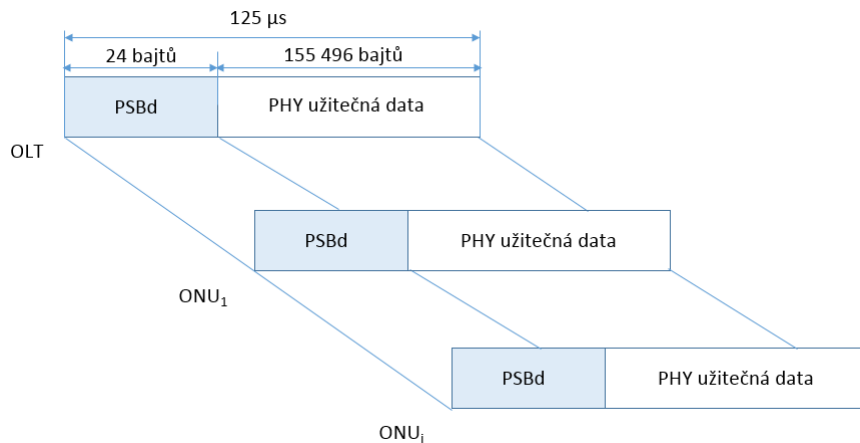 125 µs
24 bajtů
155 496 bajtů
PSBd
PHY užitečná data
OLT
PSBd
PHY užitečná data
ONU₁
PSBd
PHY užitečná data
ONUᵢ